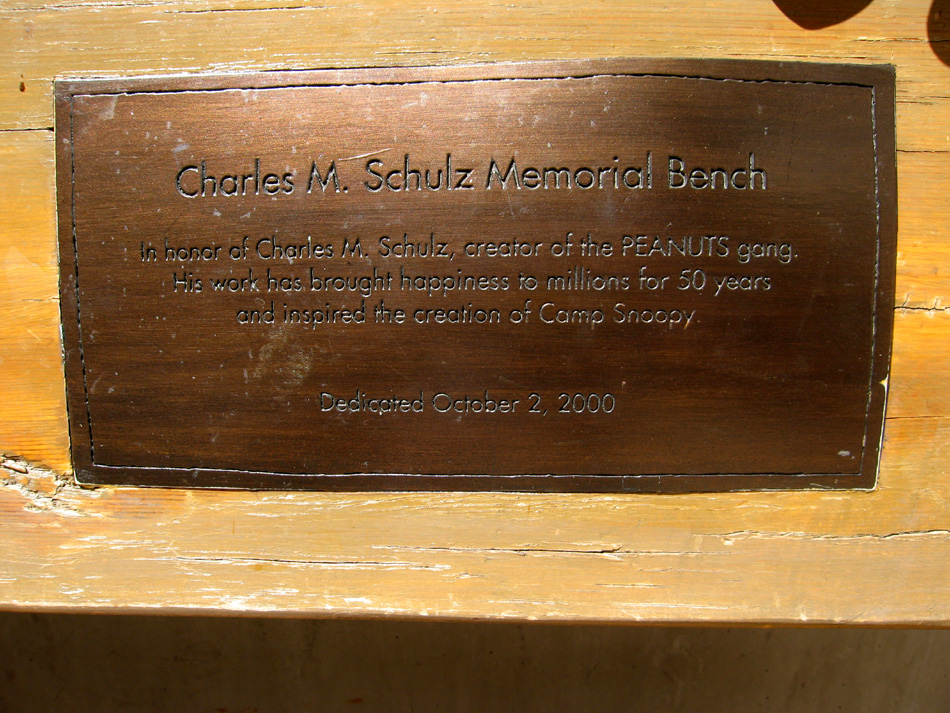 Charles M. Schulz Memorial Bench
In honor of Charles M. Schulz, creator of the PEANUTS gang.
His work has brought happiness to millions for 50 years
and inspired the creation of Camp Snoopy.
Dedicated October 2, 2000